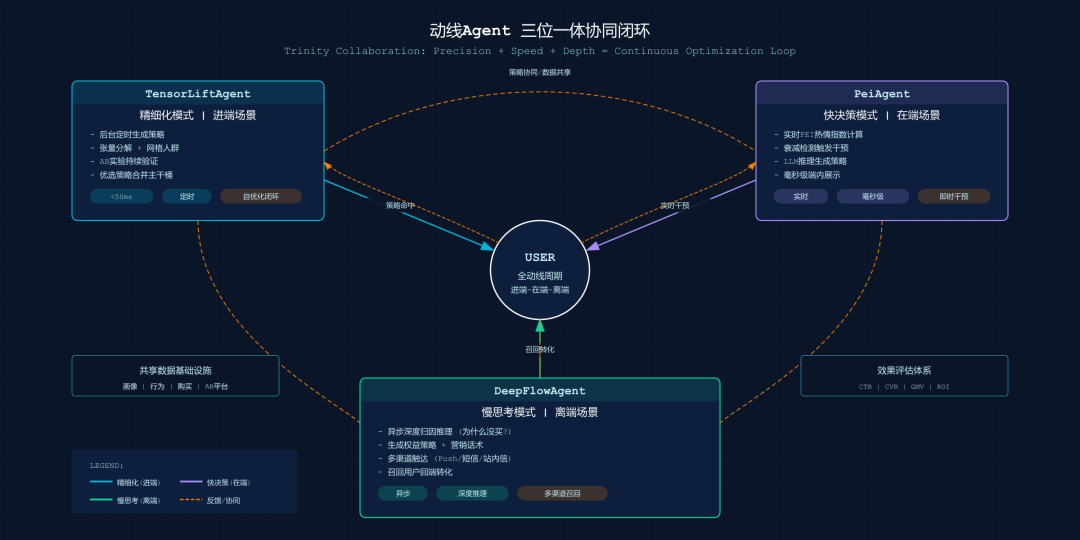 动线Agent 三位一体协同闭环
Trinity Collaboration: Precision + Speed + Depth = Continuous Optimization Loop
策略协同/数据共享
TensorLiftAgent
精细化模式 | 进端场景
- 后台定时生成策略
- 张量分解 + 网格人群
- AB实验持续验证
- 优选策略合并主干桶
<50ms
定时
自优化闭环
PeiAgent
快决策模式 | 在端场景
- 实时PEI热情指数计算
- 衰减检测触发干预
- LLM推理生成策略
- 毫秒级端内展示
实时
毫秒级
即时干预
策略命中
实时干预
USER
全动线周期
进端-在端-离端
召回转化
共享数据基础设施
画像 | 行为 | 购买 | AB平台
效果评估体系
CTR | CVR | GMV | ROI
DeepFlowAgent
慢思考模式 | 离端场景
- 异步深度归因推理 (为什么没买?)
- 生成权益策略 + 营销话术
- 多渠道触达 (Push/短信/站内信)
- 召回用户回端转化
异步
深度推理
多渠道召回
LEGEND:
精细化(进端)
快决策(在端)
慢思考(离端)
反馈/协同